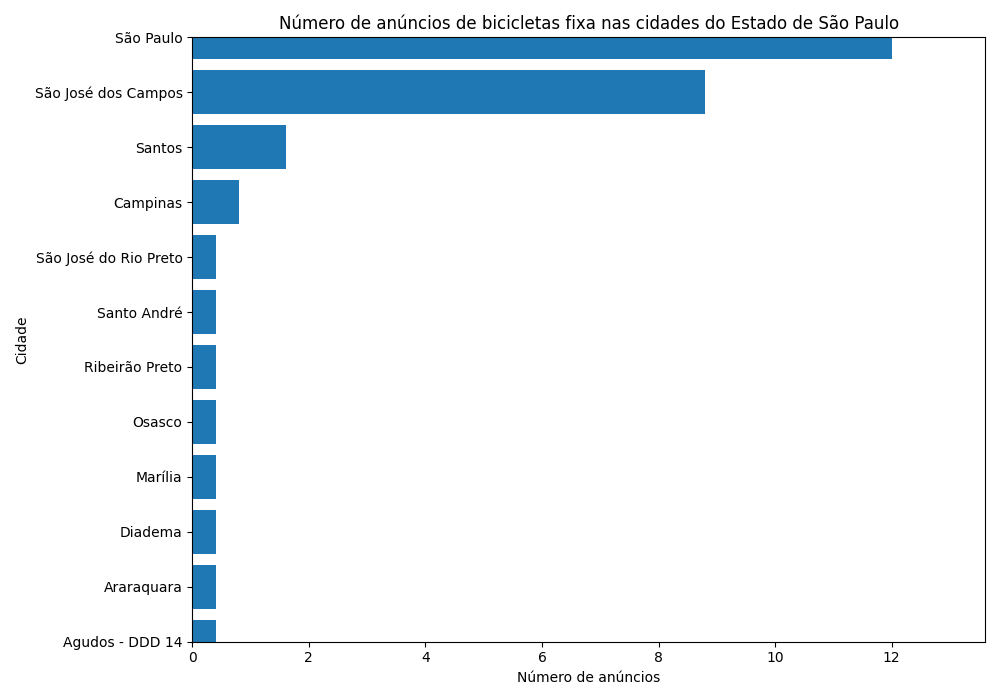 Número de anúncios de bicicletas fixa nas cidades do Estado de São Paulo
São Paulo
São José dos Campos
Santos
Campinas
São José do Rio Preto
Santo André
Ribeirão Preto
Osasco
Marília
Diadema
Araraquara
Agudos - DDD 14
Cidade
0 2 4 6 8 10 12
Número de anúncios